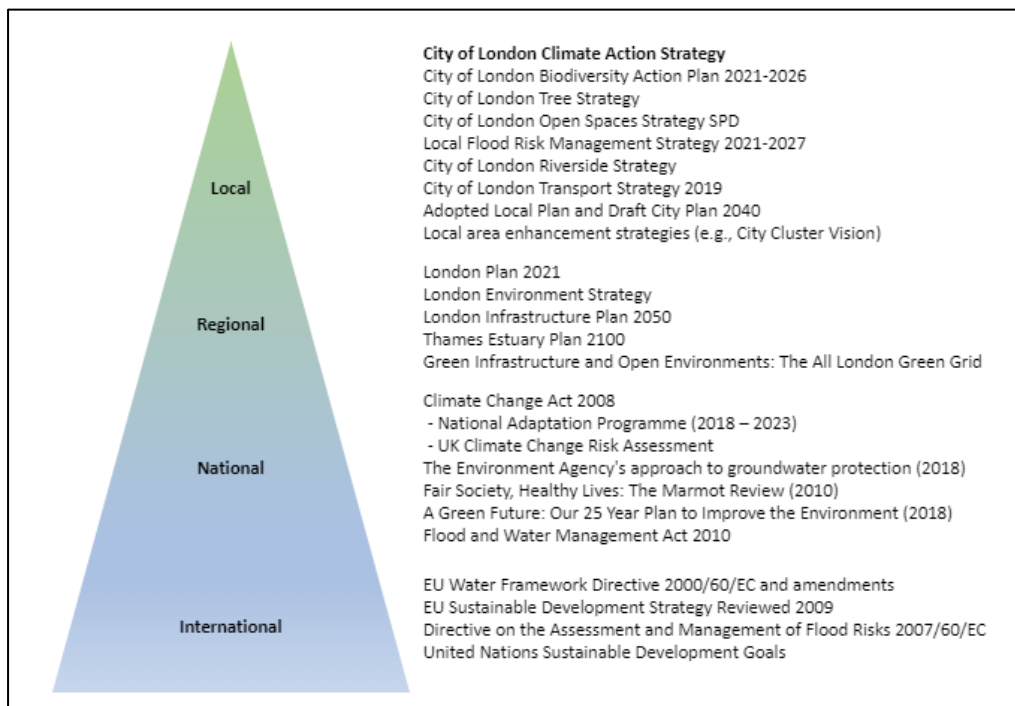 City of London Climate Action Strategy
City of London Biodiversity Action Plan 2021-2026
City of London Tree Strategy
City of London Open Spaces Strategy SPD
Local Flood Risk Management Strategy 2021-2027
City of London Riverside Strategy
Local
City of London Transport Strategy 2019
Adopted Local Plan and Draft City Plan 2040
Local area enhancement strategies (e.g., City Cluster Vision)
London Plan 2021
London Environment Strategy
Regional
London Infrastructure Plan 2050
Thames Estuary Plan 2100
Green Infrastructure and Open Environments: The All London Green Grid
Climate Change Act 2008
- National Adaptation Programme (2018 – 2023)
- UK Climate Change Risk Assessment
National
The Environment Agency's approach to groundwater protection (2018)
Fair Society, Healthy Lives: The Marmot Review (2010)
A Green Future: Our 25 Year Plan to Improve the Environment (2018)
Flood and Water Management Act 2010
EU Water Framework Directive 2000/60/EC and amendments
EU Sustainable Development Strategy Reviewed 2009
International
Directive on the Assessment and Management of Flood Risks 2007/60/EC
United Nations Sustainable Development Goals